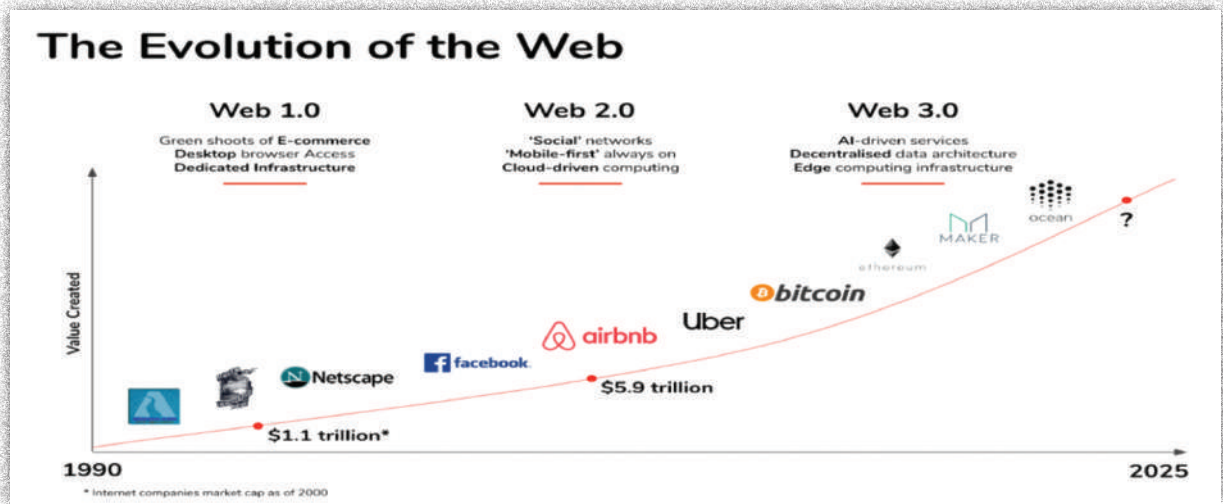 The Evolution of the Web
Web 1.0
Green shoots of E-commerce
Desktop browser Access
Dedicated Infrastructure
Web 2.0
'Social' networks
'Mobile-first' always on
Cloud-driven computing
Web 3.0
AI-driven services
Decentralised data architecture
Edge computing infrastructure
Value Created
ocean
?
MAKER
ethereum
bitcoin
Uber
airbnb
facebook
Netscape
$5.9 trillion
$1.1 trillion*
1990
2025
* Internet companies market cap as of 2000